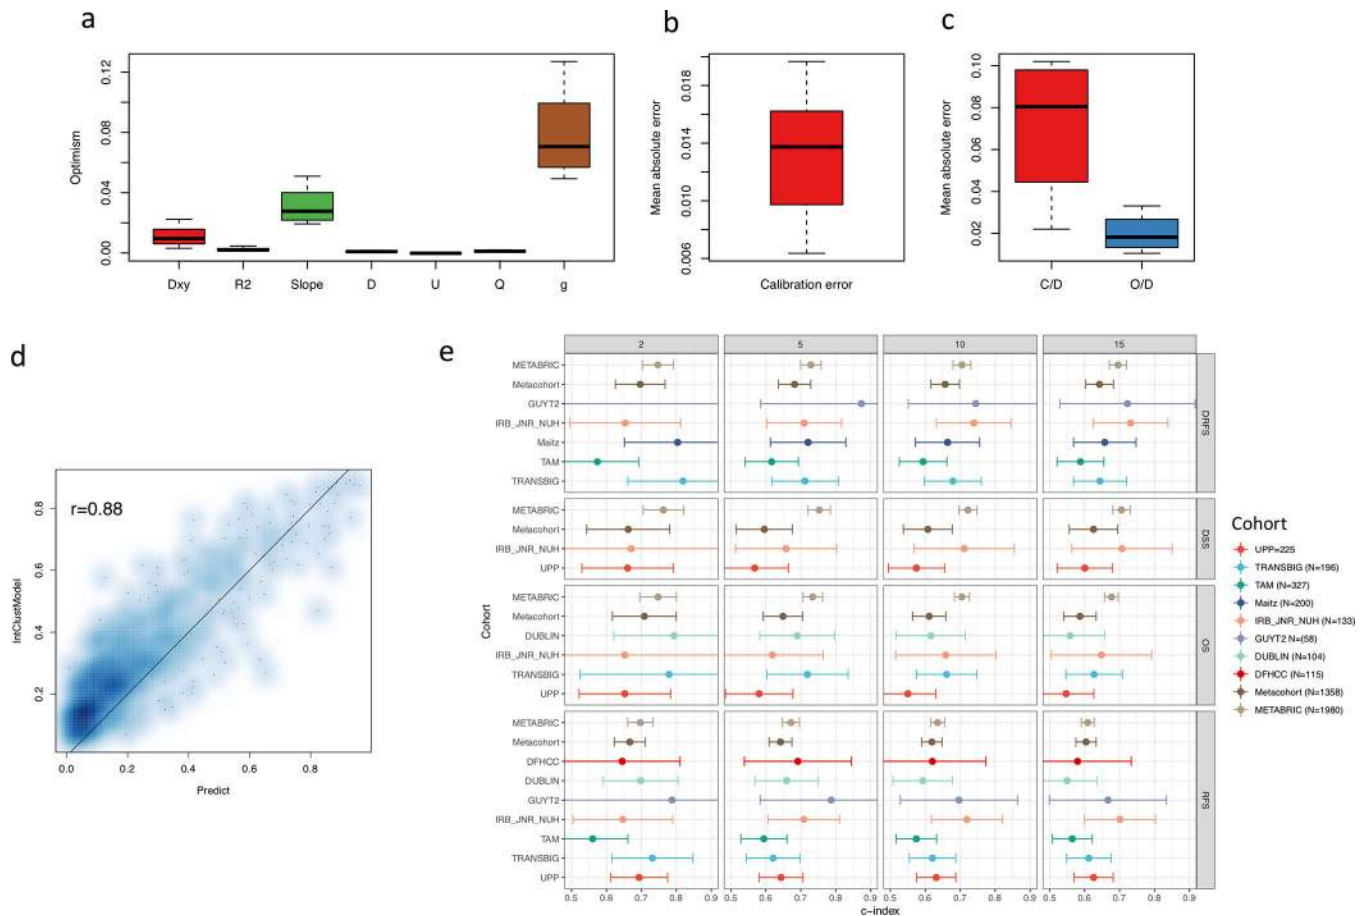 a
Optimism
0.00
0.04
0.08
0.12
Dxy
R2
Slope
D
U
Q
g
b
Mean absolute error
0.006
0.010
0.014
0.018
Calibration error
c
Mean absolute error
0.02
0.04
0.06
0.08
0.10
C/D
O/D
d
r=0.88
IntClustModel
0.2
0.4
0.6
0.8
0.0
0.2
0.4
0.6
0.8
Predict
e
2
5
10
15
METABRIC
Metacohort
GUYT2
IRB_JNR_NUH
Maitz
TAM
TRANSBIG
DRFS
METABRIC
Metacohort
IRB_JNR_NUH
UPP
DSS
METABRIC
Metacohort
DUBLIN
IRB_JNR_NUH
TRANSBIG
UPP
OS
METABRIC
Metacohort
DFHCC
DUBLIN
GUYT2
IRB_JNR_NUH
TAM
TRANSBIG
UPP
RFS
Cohort
0.5 0.6 0.7 0.8 0.9
0.5 0.6 0.7 0.8 0.9
0.5 0.6 0.7 0.8 0.9
0.5 0.6 0.7 0.8 0.9
c-index
Cohort
UPP=225
TRANSBIG (N=196)
TAM (N=327)
Maitz (N=200)
IRB_JNR_NUH (N=133)
GUYT2 N=(58)
DUBLIN (N=104)
DFHCC (N=115)
Metacohort (N=1358)
METABRIC (N=1980)